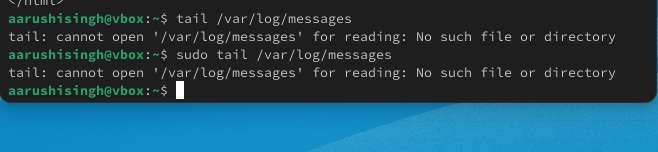 </html>
aarushisingh@vbox:~$ tail /var/log/messages
tail: cannot open '/var/log/messages' for reading: No such file or directory
aarushisingh@vbox:~$ sudo tail /var/log/messages
tail: cannot open '/var/log/messages' for reading: No such file or directory
aarushisingh@vbox:~$